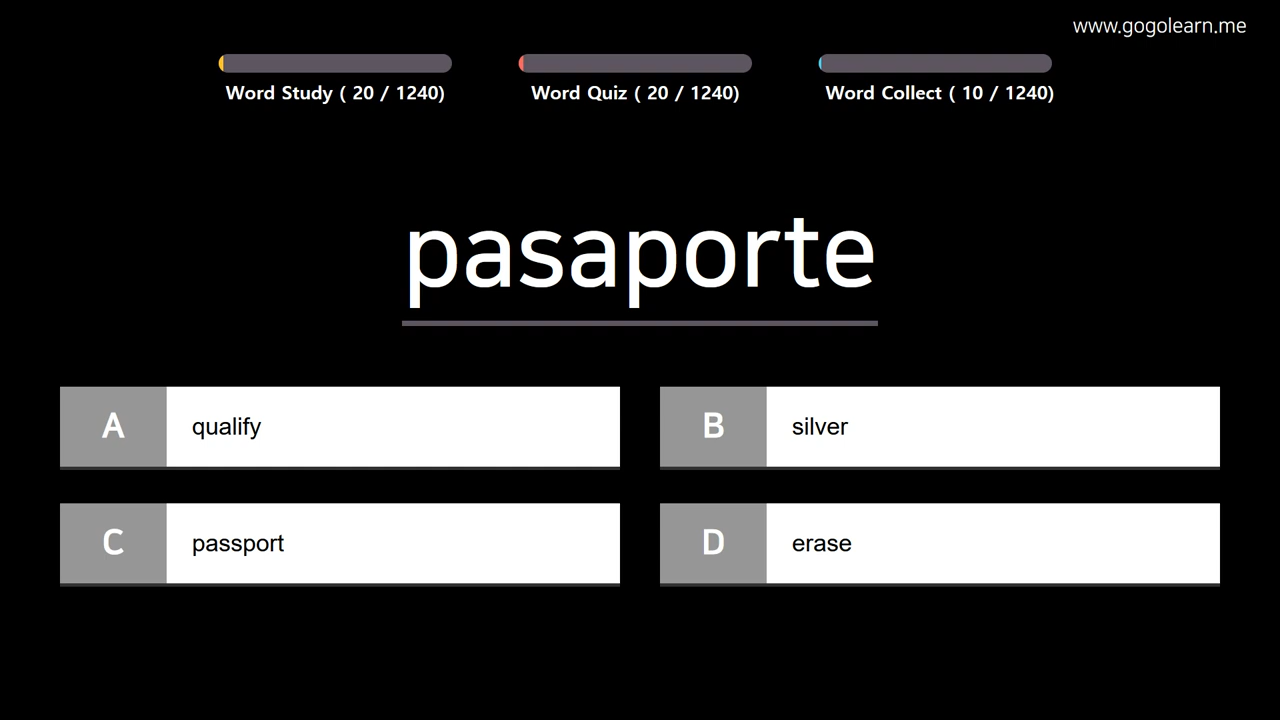 www.gogolearn.me
Word Study ( 20 / 1240)
Word Quiz ( 20 / 1240)
Word Collect ( 10 / 1240)
pasaporte
A qualify
B silver
C passport
D erase